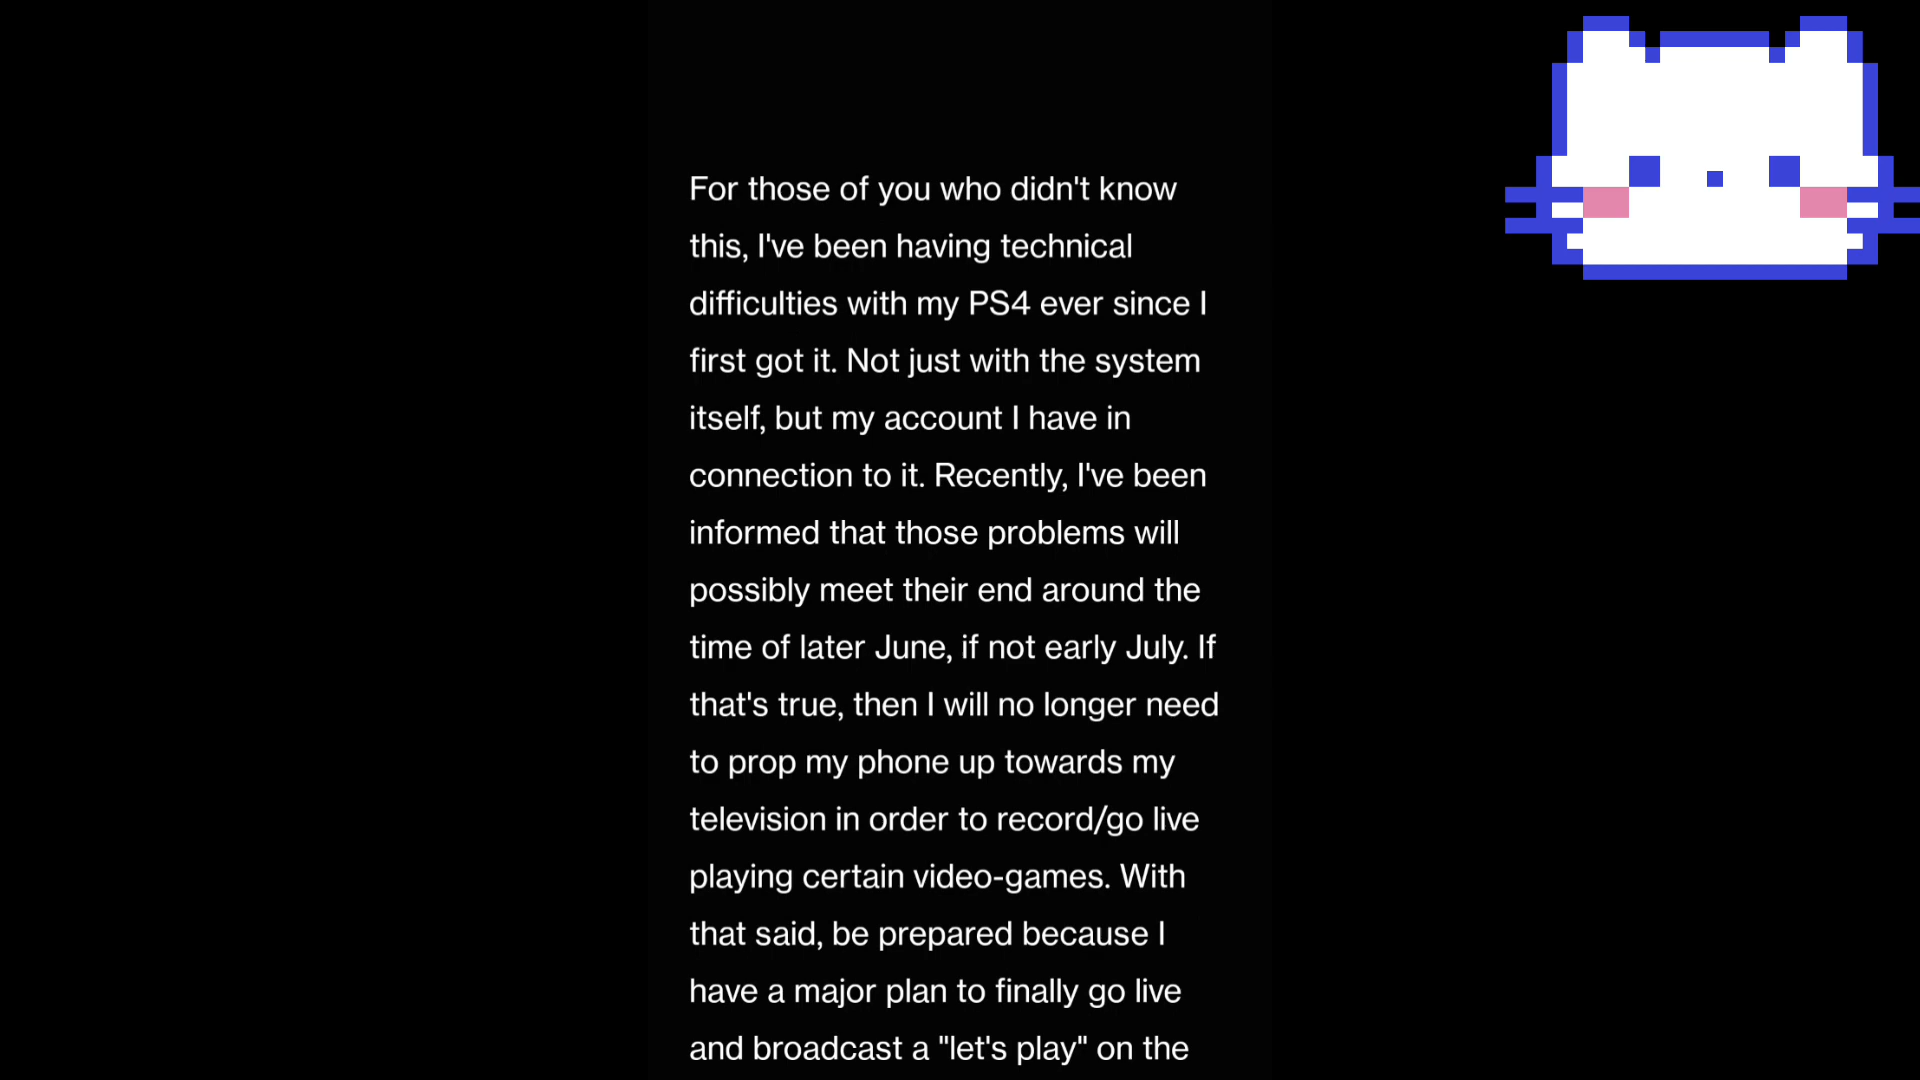 For those of you who didn't know
this, I've been having technical
difficulties with my PS4 ever since I
first got it. Not just with the system
itself, but my account I have in
connection to it. Recently, I've been
informed that those problems will
possibly meet their end around the
time of later June, if not early July. If
that's true, then I will no longer need
to prop my phone up towards my
television in order to record/go live
playing certain video-games. With
that said, be prepared because I
have a major plan to finally go live
and broadcast a "let's play" on the